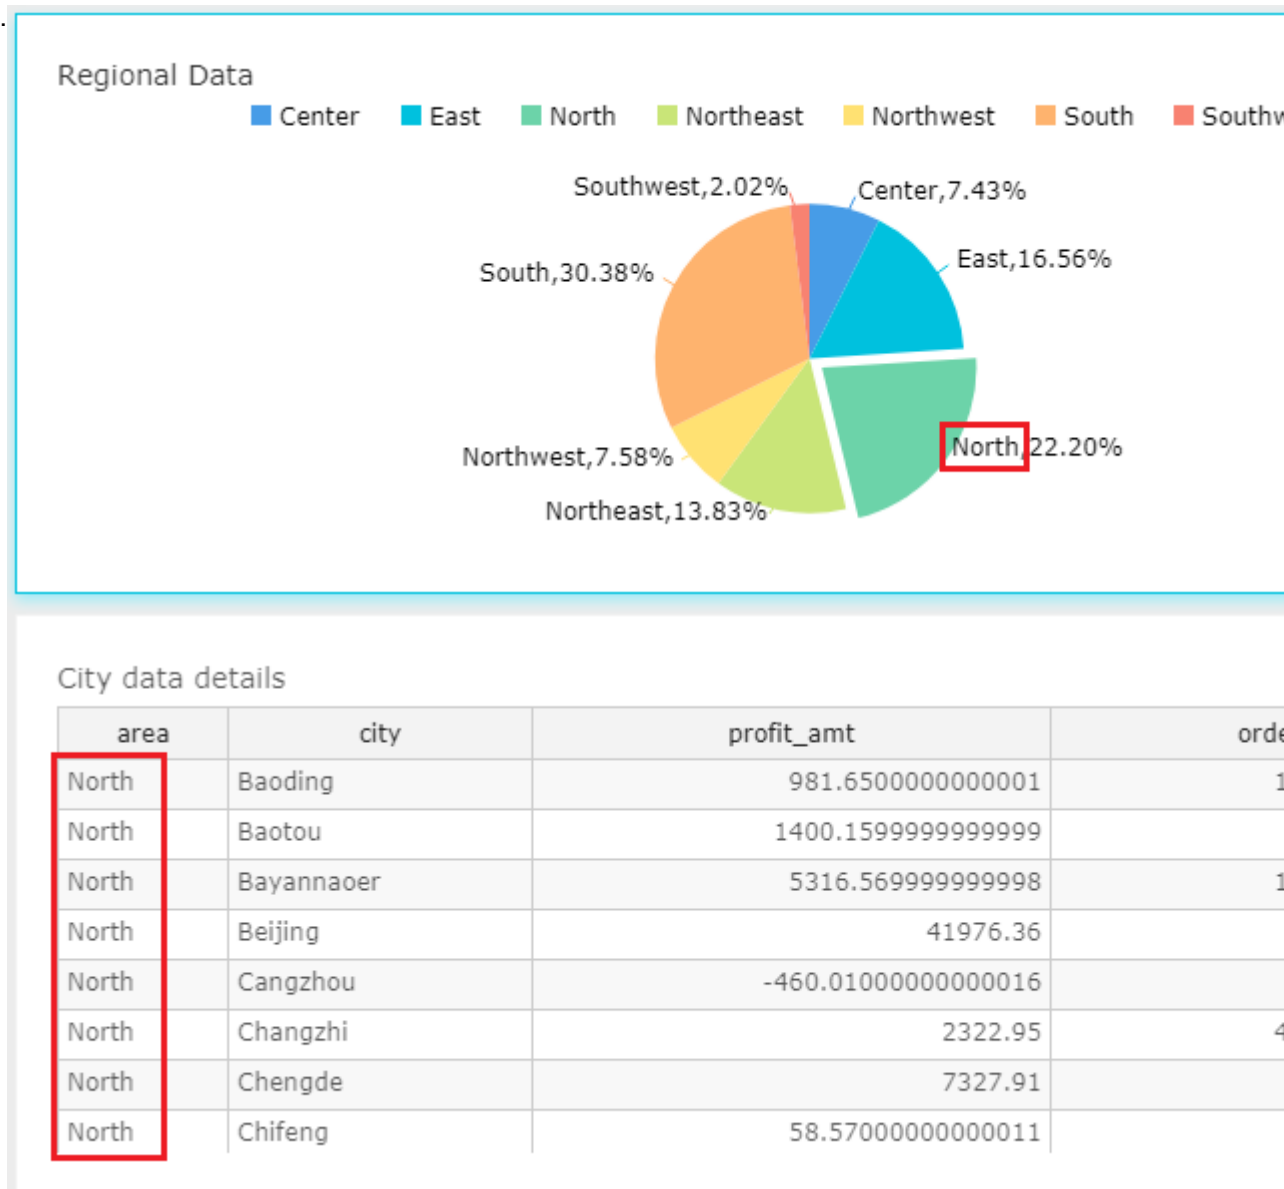 .
Regional Data
Center East North Northeast Northwest South Southw
Southwest,2.02% Center,7.43%
East,16.56%
South,30.38%
North,22.20%
Northwest,7.58%
Northeast,13.83%
City data details
area city profit_amt orde
North Baoding 981.6500000000001 1
North Baotou 1400.1599999999999
North Bayannaoer 5316.569999999998 1
North Beijing 41976.36
North Cangzhou -460.01000000000016
North Changzhi 2322.95 4
North Chengde 7327.91
North Chifeng 58.57000000000011